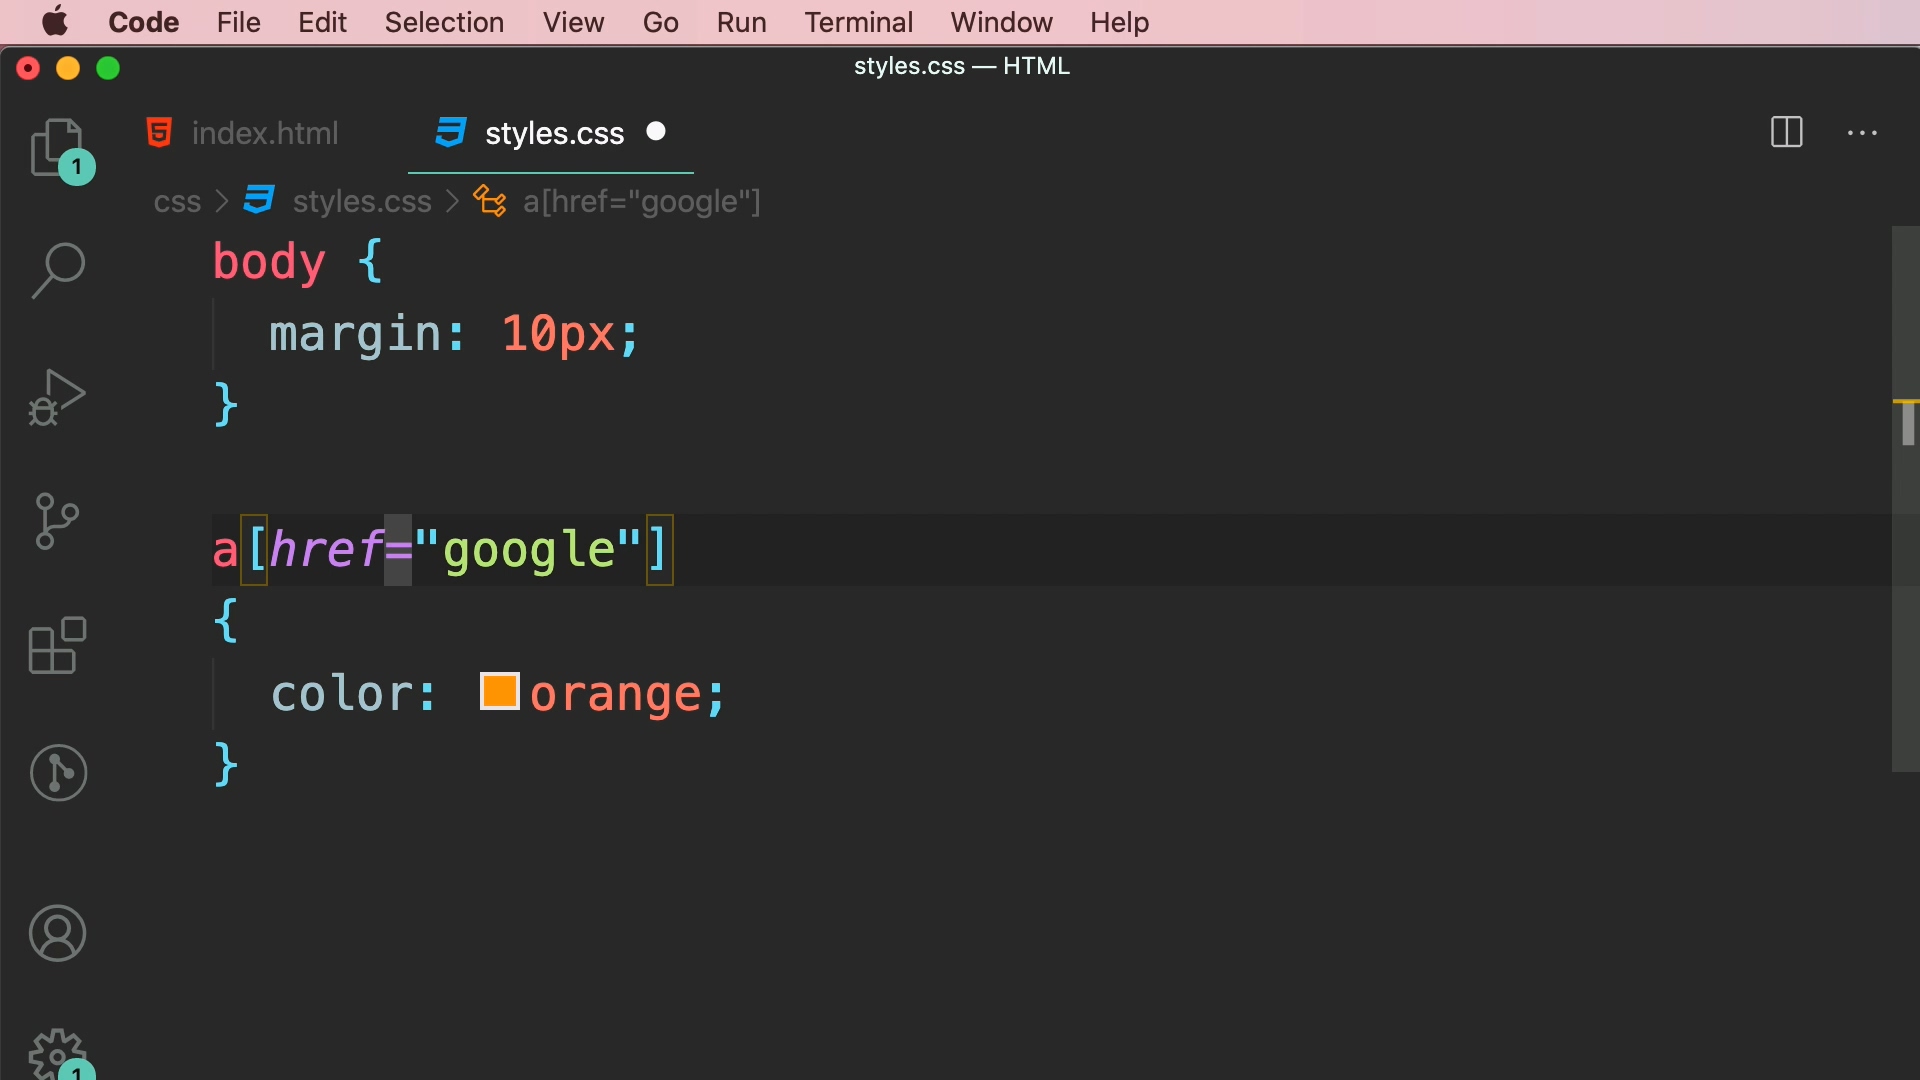 Code File Edit Selection View Go Run Terminal Window Help
styles.css — HTML
index.html styles.css
1
css > styles.css > a[href="google"]
body {
margin: 10px;
}
a[href="google"]
{
color: orange;
}
1